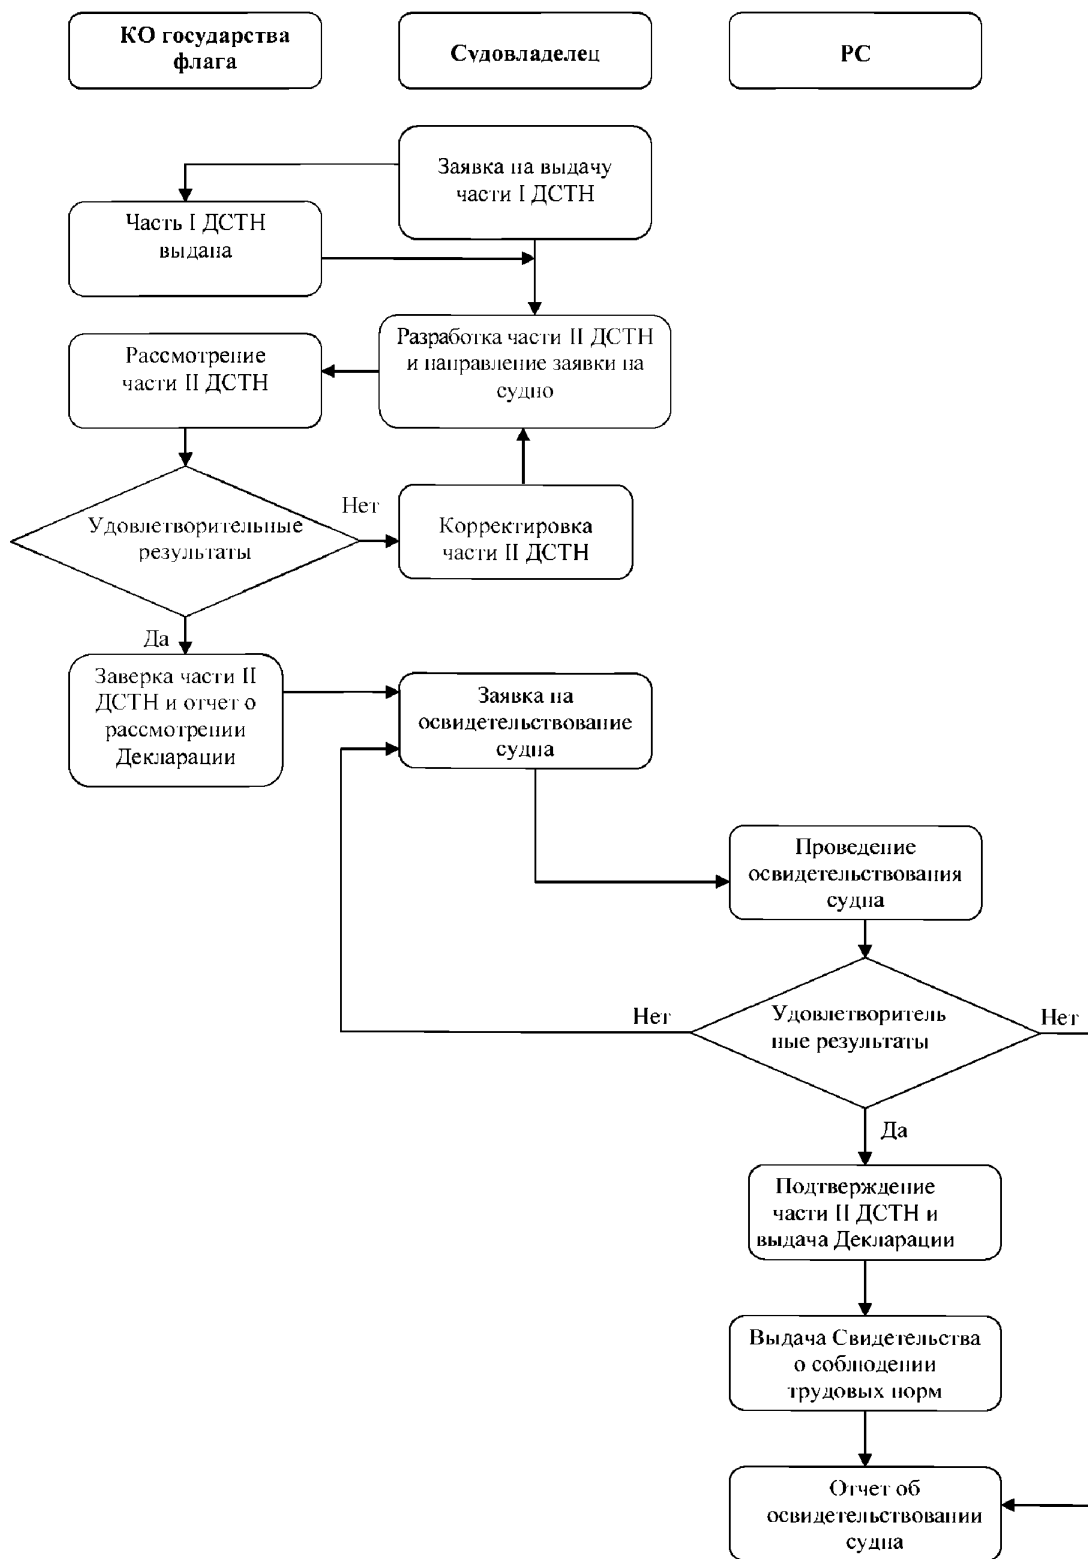 КО государства
флага
Судовладелец
РС
Заявка на выдачу
части I ДСТН
Часть I ДСТН
выдана
Разработка части II ДСТН
и направление заявки на
судно
Рассмотрение
части II ДСТН
Удовлетворительные
результаты
Нет
Корректировка
части II ДСТН
Да
Заверка части II
ДСТН и отчет о
рассмотрении
Декларации
Заявка на
освидетельствование
судна
Проведение
освидетельствования
судна
Нет
Удовлетворитель
ные результаты
Нет
Да
Подтверждение
части II ДСТН и
выдача Декларации
Выдача Свидетельства
о соблюдении
трудовых норм
Отчет об
освидетельствовании
судна